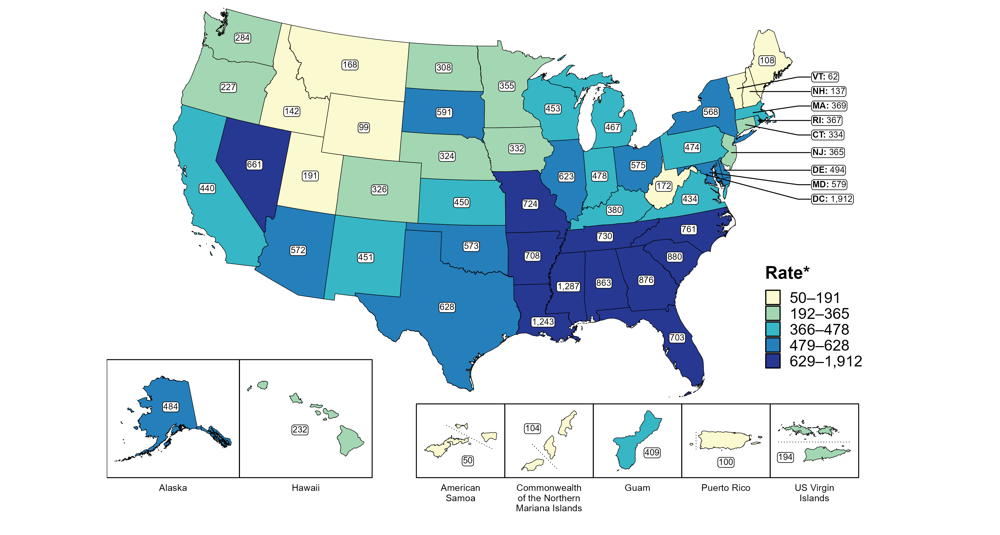 284
168
308
355
108
227
142
99
591
453
467
568
VT: 62
NH: 137
MA: 369
RI: 367
CT: 334
NJ: 365
DE: 494
MD: 579
DC: 1,912
661
191
324
332
474
440
326
450
623
478
575
172
434
724
380
572
451
573
708
730
761
880
628
1,287
863
876
1,243
703
Rate*
50–191
192–365
366–478
479–628
629–1,912
484
232
50
104
409
100
194
Alaska
Hawaii
American
Samoa
Commonwealth
of the Northern
Mariana Islands
Guam
Puerto Rico
US Virgin
Islands